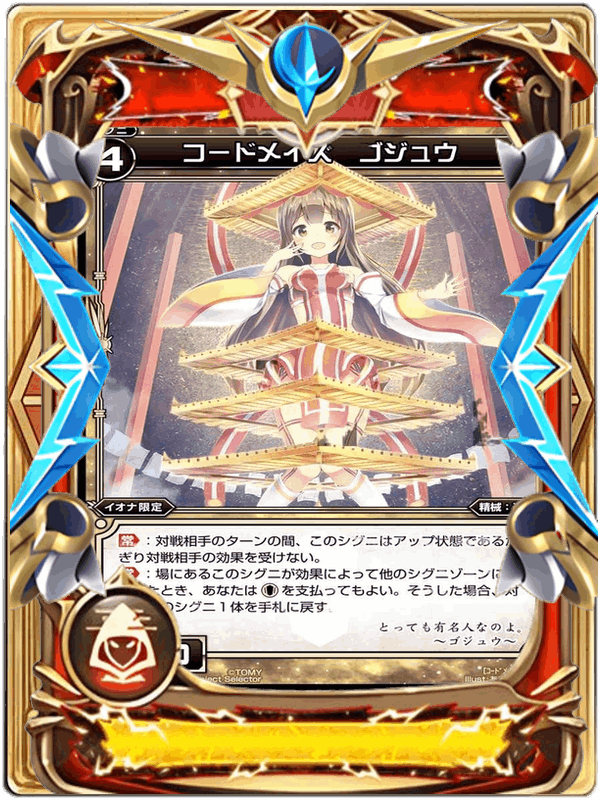 4
コードメイズ ゴジュウ
イオナ限定
精械:
常:対戦相手のターンの間、このシグニはアップ状態である
ぎり対戦相手の効果を受けない。
:場にあるこのシグニが効果によって他のシグニゾーンに
たとき、あなたは を支払ってもよい。そうした場合、対
のシグニ1体を手札に戻す
とっても有名人なのよ。
~ゴジュウ~
©TOMY
ect Selector
Illust: